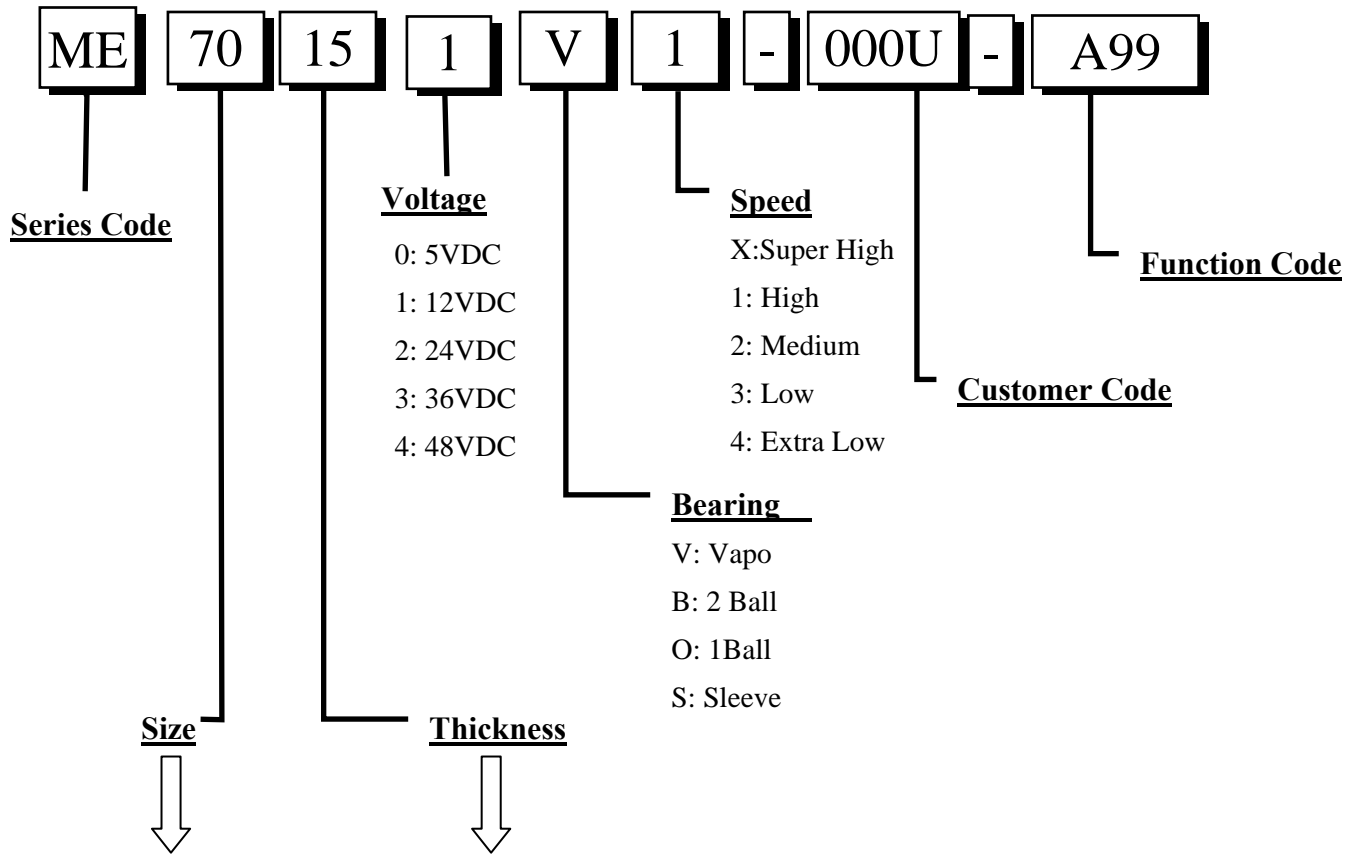 ME 70 15 1 V 1 - 000U - A99
Series Code
Voltage
0: 5VDC
1: 12VDC
2: 24VDC
3: 36VDC
4: 48VDC
Speed
X:Super High
1: High
2: Medium
3: Low
4: Extra Low
Function Code
Customer Code
Bearing
V: Vapo
B: 2 Ball
O: 1Ball
S: Sleeve
Size
Thickness